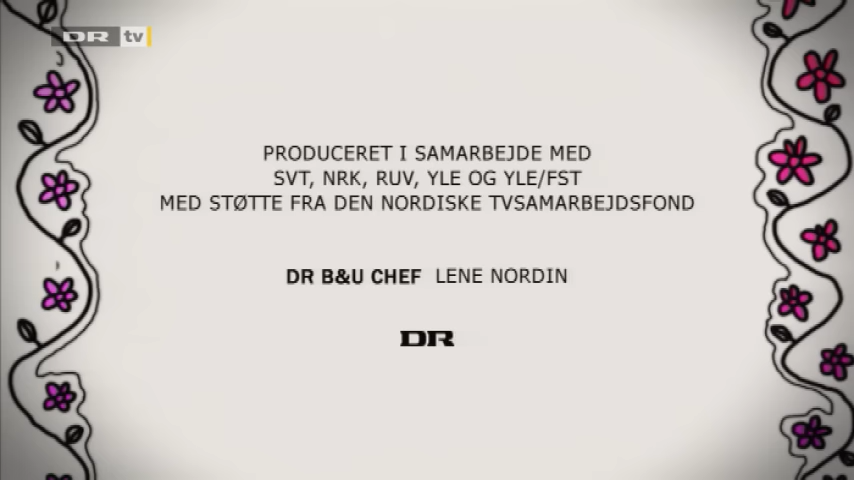 DR tv
PRODUCERET I SAMARBEJDE MED
SVT, NRK, RUV, YLE OG YLE/FST
MED STØTTE FRA DEN NORDISKE TVSAMARBEJDSFOND
DR B&U CHEF LENE NORDIN
DR